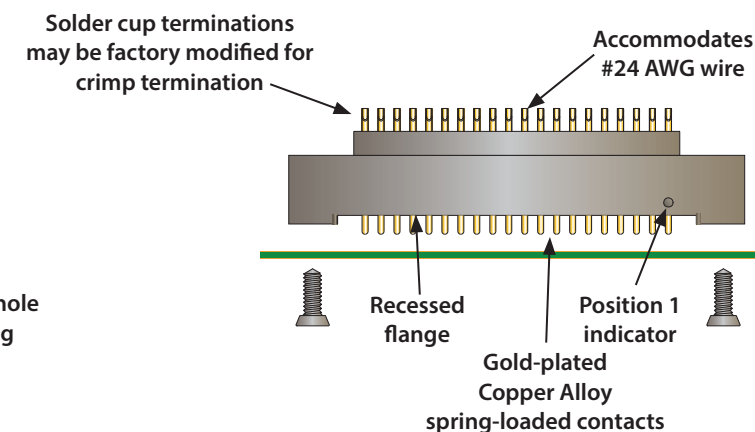 Solder cup terminations
may be factory modified for
crimp termination
Accommodates
#24 AWG wire
Recessed
flange
Position 1
indicator
Gold-plated
Copper Alloy
spring-loaded contacts